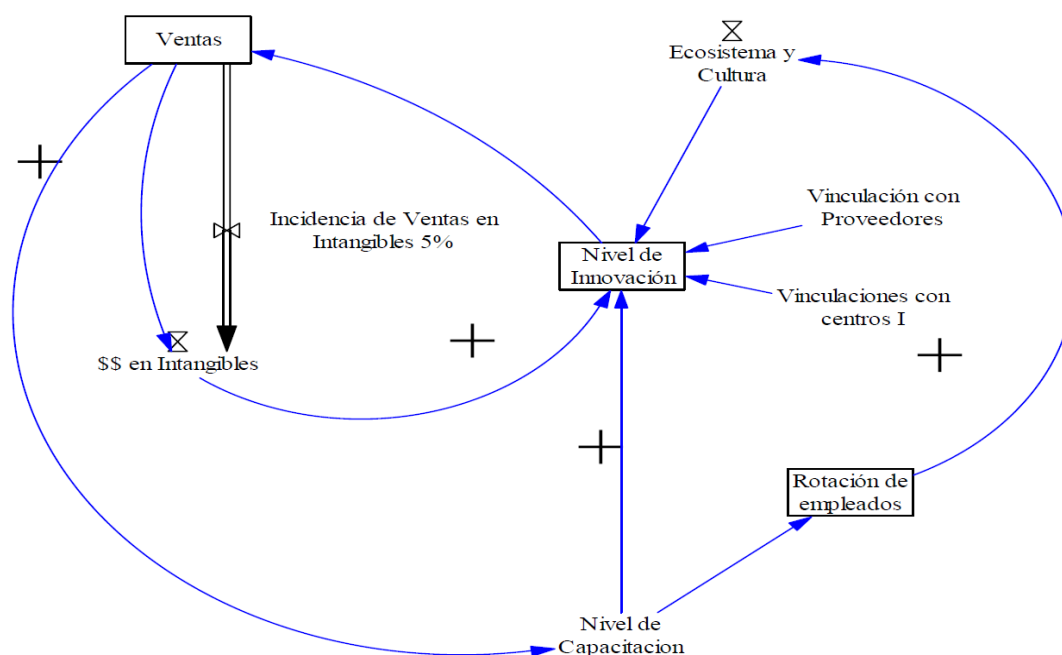 Ventas
Ecosistema y
Cultura
Incidencia de Ventas en
Intangibles 5%
Vinculación con
Proveedores
Nivel de
Innovación
Vinculaciones con
centros I
$$ en Intangibles
Rotación de
empleados
Nivel de
Capacitacion